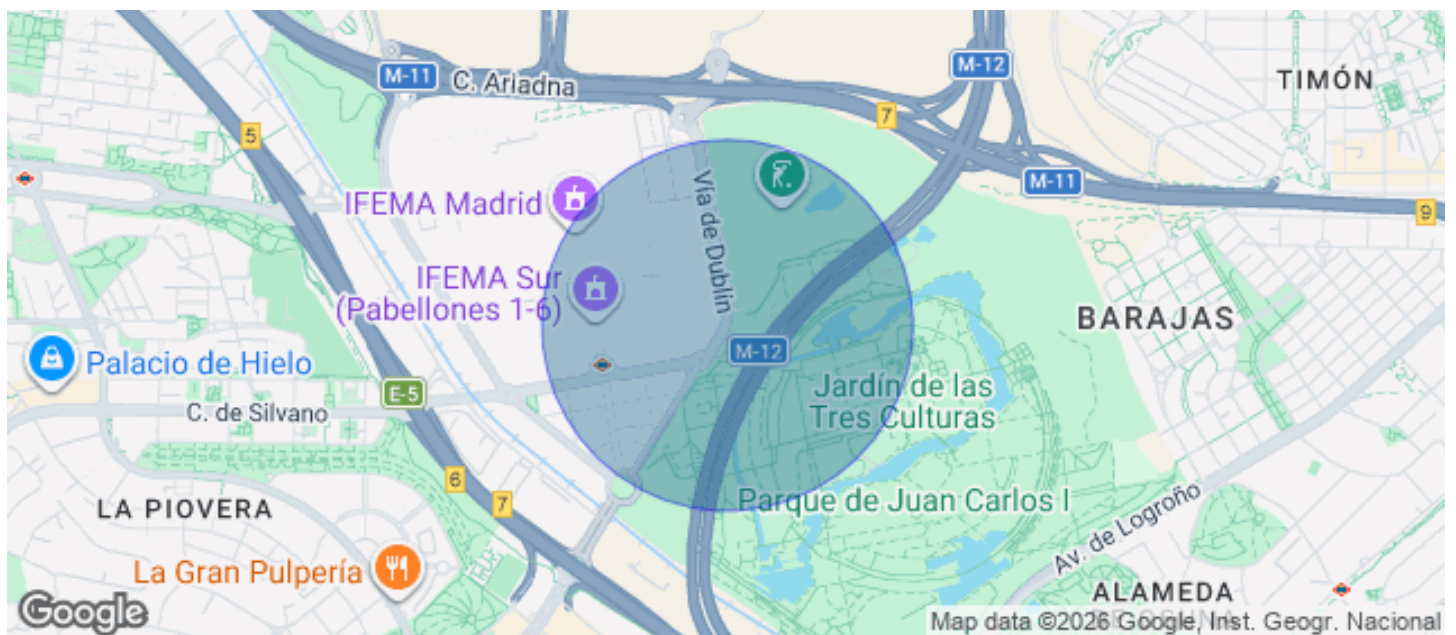 M-11
C. Ariadna
M-12
TIMÓN
5
7
M-11
IFEMA Madrid
Vía de Dublín
9
IFEMA Sur
(Pabellones 1-6)
BARAJAS
M-12
Palacio de Hielo
E-5
C. de Silvano
Jardín de las
Tres Culturas
6
7
LA PIOVERA
Parque de Juan Carlos I
Av. de Logroño
La Gran Pulpería
ALAMEDA
Google
Map data ©2026 Google, Inst. Geogr. Nacional